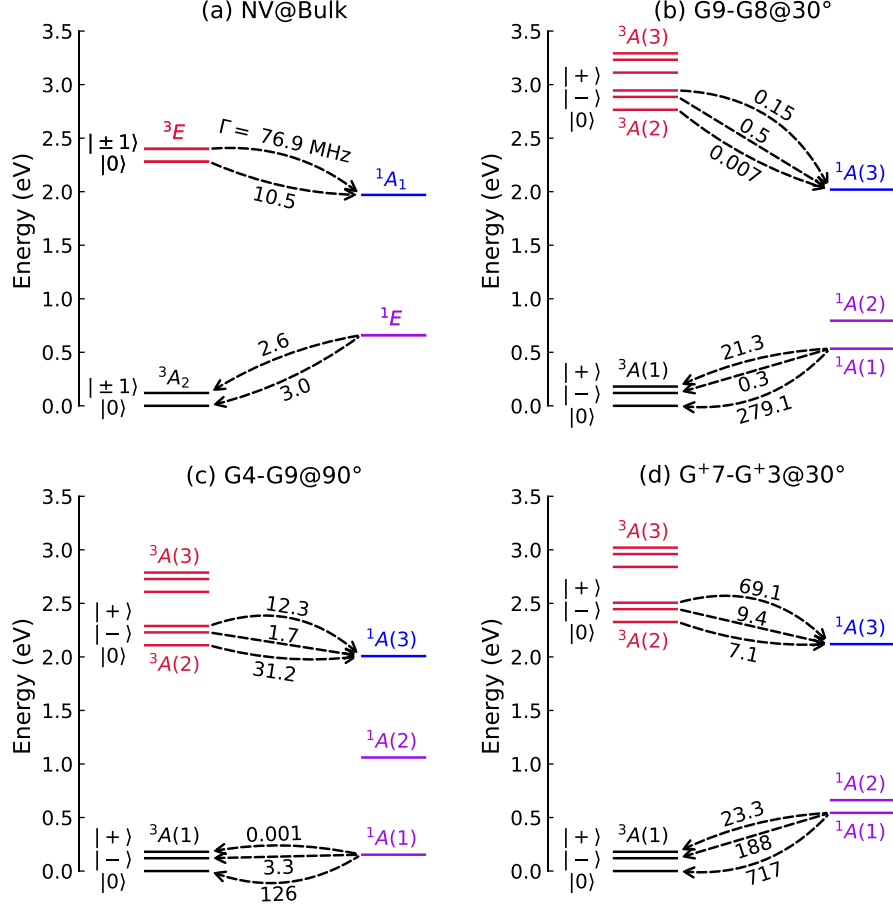 (a) NV@Bulk
Energy (eV)
3.5
3.0
2.5
2.0
1.5
1.0
0.5
0.0
|±1⟩
|0⟩
³E
Γ = 76.9 MHz
10.5
¹A₁
¹E
2.6
3.0
³A₂
|±1⟩
|0⟩
(b) G9-G8@30°
Energy (eV)
3.5
3.0
2.5
2.0
1.5
1.0
0.5
0.0
³A(3)
|+⟩
|−⟩
|0⟩
³A(2)
0.15
0.5
0.007
¹A(3)
¹A(2)
¹A(1)
21.3
0.3
279.1
³A(1)
|+⟩
|−⟩
|0⟩
(c) G4-G9@90°
Energy (eV)
3.5
3.0
2.5
2.0
1.5
1.0
0.5
0.0
³A(3)
|+⟩
|−⟩
|0⟩
³A(2)
12.3
1.7
31.2
¹A(3)
¹A(2)
¹A(1)
0.001
3.3
126
³A(1)
|+⟩
|−⟩
|0⟩
(d) G⁺7-G⁺3@30°
Energy (eV)
3.5
3.0
2.5
2.0
1.5
1.0
0.5
0.0
³A(3)
|+⟩
|−⟩
|0⟩
³A(2)
69.1
9.4
7.1
¹A(3)
¹A(2)
¹A(1)
23.3
188
717
³A(1)
|+⟩
|−⟩
|0⟩